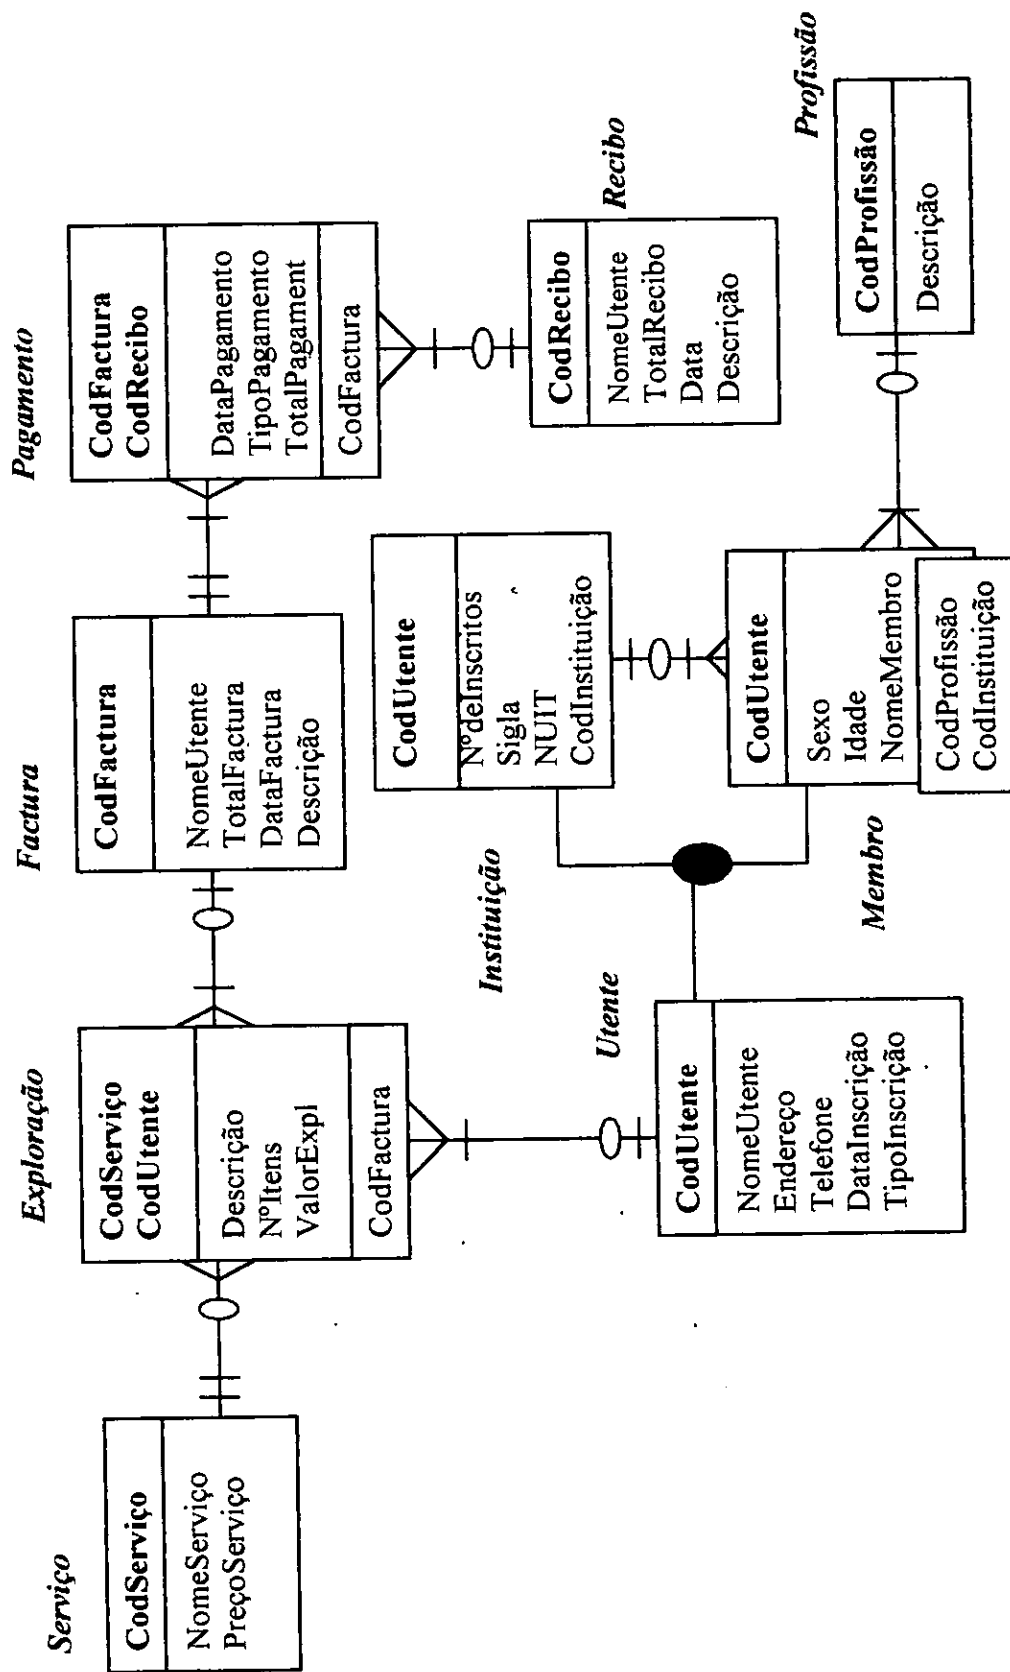 Serviço
CodServiço
NomeServiço
PreçoServiço
Exploração
CodServiço
CodUtente
Descrição
NºItens
ValorExpl
CodFactura
Factura
CodFactura
NomeUtente
TotalFactura
DataFactura
Descrição
Pagamento
CodFactura
CodRecibo
DataPagamento
TipoPagamento
TotalPagament
CodFactura
Utente
CodUtente
NomeUtente
Endereço
Telefone
DataInscrição
TipoInscrição
Instituição
CodUtente
NºdeInscritos
Sigla
NUIT
CodInstituição
Recibo
CodRecibo
NomeUtente
TotalRecibo
Data
Descrição
Membro
CodUtente
Sexo
Idade
NomeMembro
CodProfissão
CodInstituição
Profissão
CodProfissão
Descrição